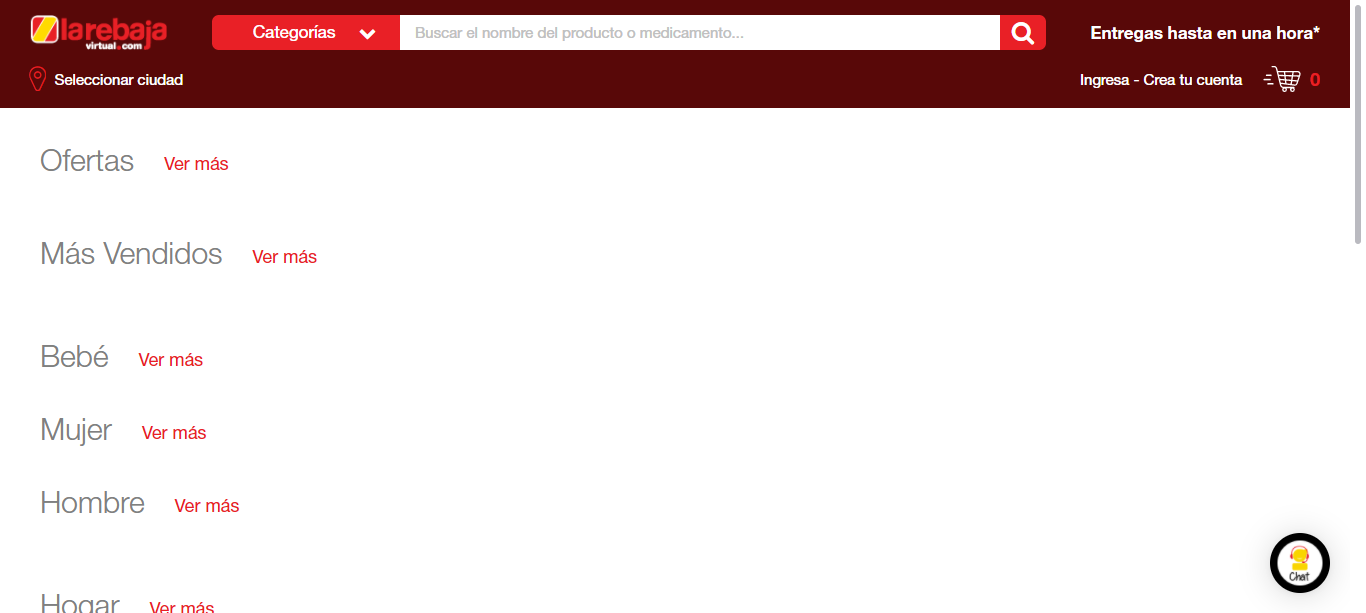 larebaja
virtual.com
Categorías
Buscar el nombre del producto o medicamento...
Entregas hasta en una hora*
Seleccionar ciudad
Ingresa - Crea tu cuenta
0
Ofertas Ver más
Más Vendidos Ver más
Bebé Ver más
Mujer Ver más
Hombre Ver más
Hogar Ver más
Chat